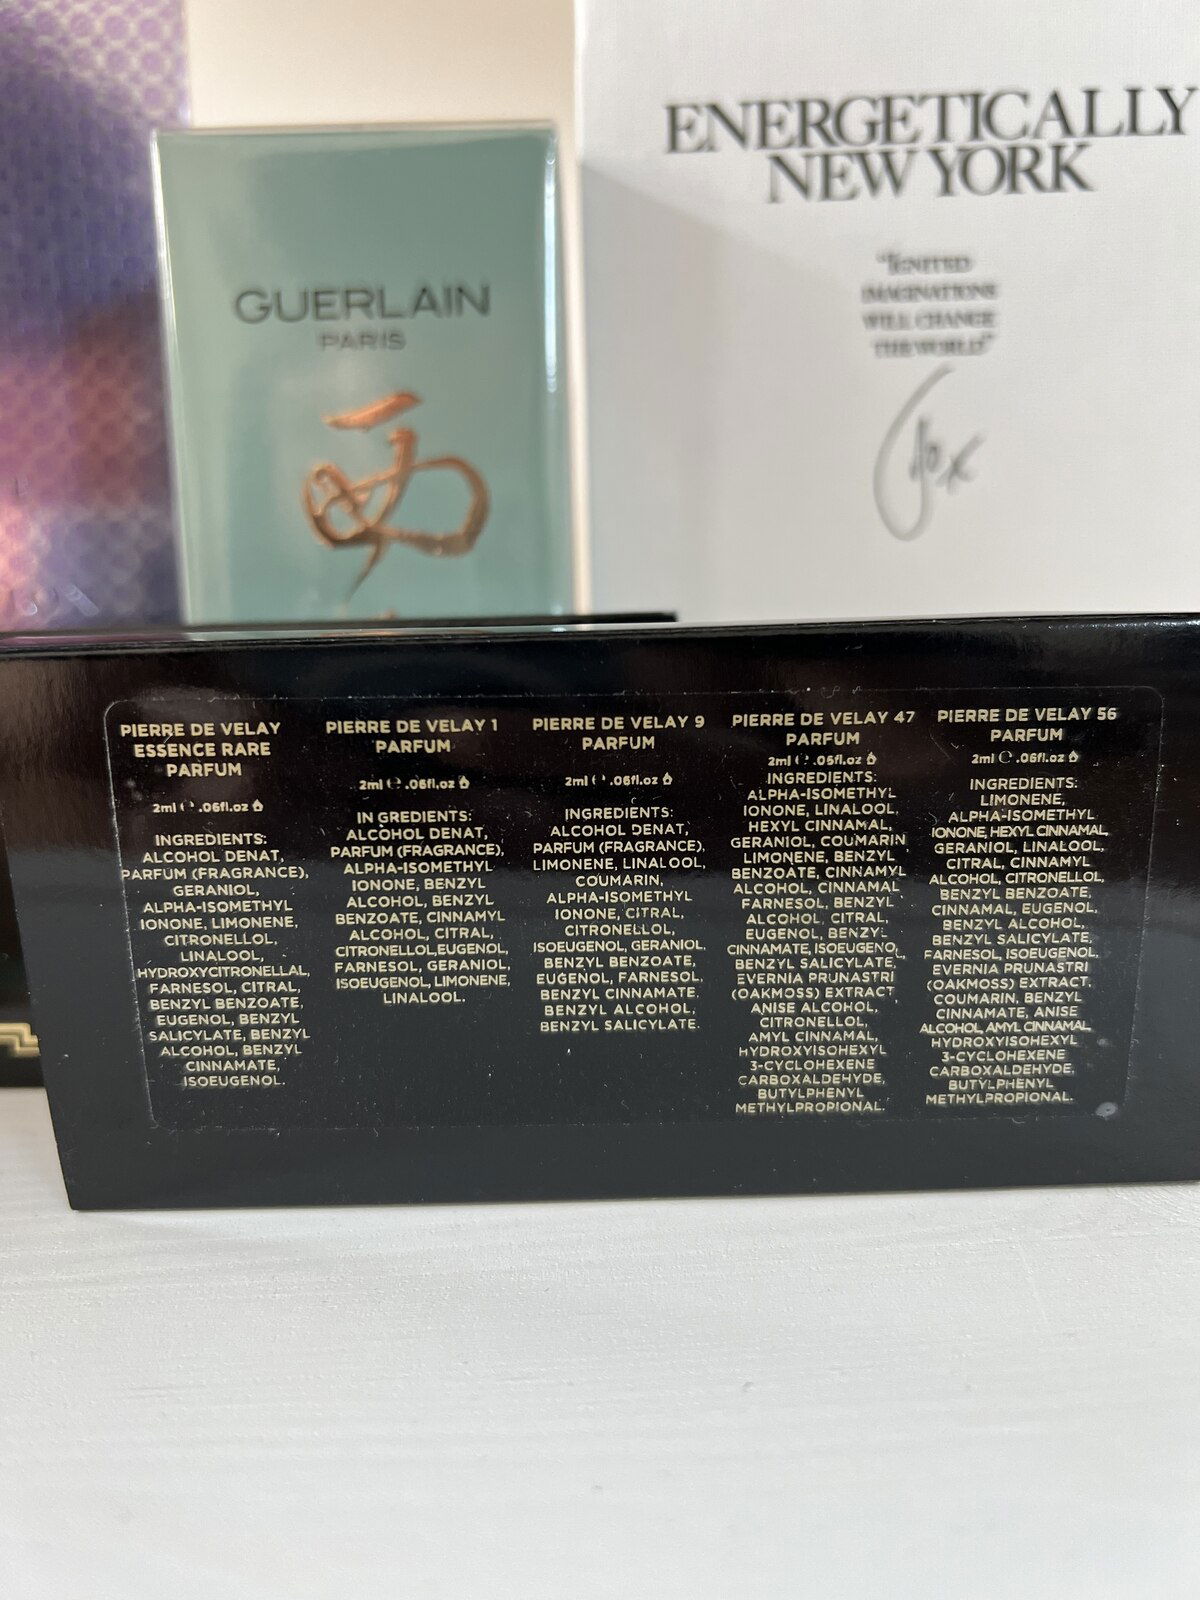 GUERLAIN
PARIS
ENERGETICALLY
NEW YORK
"IGNITED
IMAGINATIONS
WILL CHANGE
THE WORLD"
PIERRE DE VELAY
ESSENCE RARE
PARFUM
2ml ℮ .06fl.oz
INGREDIENTS:
ALCOHOL DENAT,
PARFUM (FRAGRANCE),
GERANIOL,
ALPHA-ISOMETHYL
IONONE, LIMONENE,
CITRONELLOL,
LINALOOL,
HYDROXYCITRONELLAL,
FARNESOL, CITRAL,
BENZYL BENZOATE,
EUGENOL, BENZYL
SALICYLATE, BENZYL
ALCOHOL, BENZYL
CINNAMATE,
ISOEUGENOL.
PIERRE DE VELAY 1
PARFUM
2ml ℮ .06fl.oz
IN GREDIENTS:
ALCOHOL DENAT,
PARFUM (FRAGRANCE),
ALPHA-ISOMETHYL
IONONE, BENZYL
ALCOHOL, BENZYL
BENZOATE, CINNAMYL
ALCOHOL, CITRAL,
CITRONELLOL,EUGENOL,
FARNESOL, GERANIOL,
ISOEUGENOL, LIMONENE,
LINALOOL.
PIERRE DE VELAY 9
PARFUM
2ml ℮ .06fl.oz
INGREDIENTS:
ALCOHOL DENAT,
PARFUM (FRAGRANCE),
LIMONENE, LINALOOL,
COUMARIN,
ALPHA-ISOMETHYL
IONONE, CITRAL,
CITRONELLOL,
ISOEUGENOL, GERANIOL.
BENZYL BENZOATE,
EUGENOL, FARNESOL.
BENZYL CINNAMATE.
BENZYL ALCOHOL,
BENZYL SALICYLATE.
PIERRE DE VELAY 47
PARFUM
2ml ℮ .06fl.oz
INGREDIENTS:
ALPHA-ISOMETHYL
IONONE, LINALOOL,
HEXYL CINNAMAL,
GERANIOL, COUMARIN
LIMONENE, BENZYL
BENZOATE, CINNAMYL
ALCOHOL, CINNAMAL
FARNESOL, BENZYL
ALCOHOL, CITRAL,
EUGENOL, BENZYL
CINNAMATE, ISOEUGENOL,
BENZYL SALICYLATE,
EVERNIA PRUNASTRI
(OAKMOSS) EXTRACT,
ANISE ALCOHOL,
CITRONELLOL,
AMYL CINNAMAL,
HYDROXYISOHEXYL
3-CYCLOHEXENE
CARBOXALDEHYDE,
BUTYLPHENYL
METHYLPROPIONAL.
PIERRE DE VELAY 56
PARFUM
2ml ℮ .06fl.oz
INGREDIENTS:
LIMONENE,
ALPHA-ISOMETHYL
IONONE, HEXYL CINNAMAL,
GERANIOL, LINALOOL,
CITRAL, CINNAMYL
ALCOHOL, CITRONELLOL,
BENZYL BENZOATE,
CINNAMAL, EUGENOL,
BENZYL ALCOHOL,
BENZYL SALICYLATE,
FARNESOL, ISOEUGENOL.
EVERNIA PRUNASTRI
(OAKMOSS) EXTRACT.
COUMARIN, BENZYL
CINNAMATE, ANISE
ALCOHOL, AMYL CINNAMAL,
HYDROXYISOHEXYL
3-CYCLOHEXENE
CARBOXALDEHYDE,
BUTYLPHENYL
METHYLPROPIONAL.